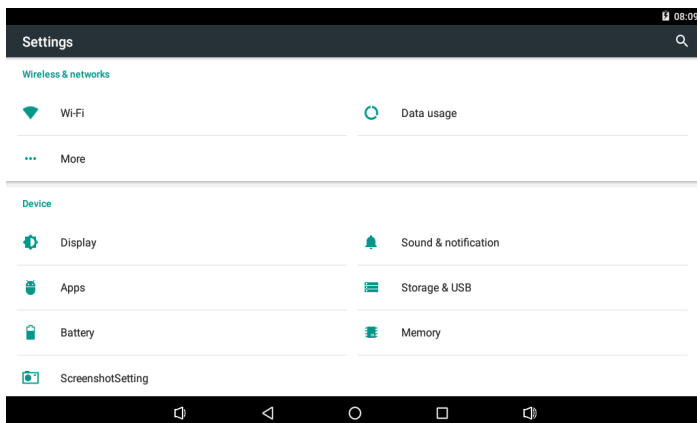 08:09
Settings
Wireless & networks
Wi-Fi
Data usage
More
Device
Display
Sound & notification
Apps
Storage & USB
Battery
Memory
ScreenshotSetting